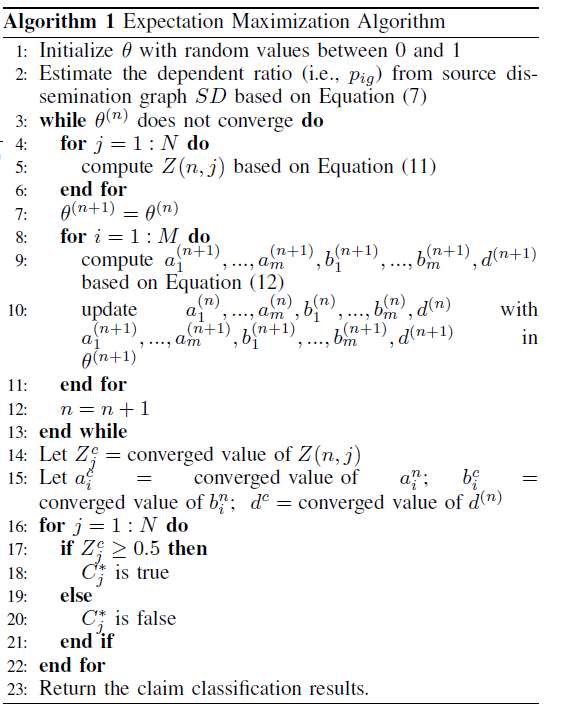 Algorithm 1 Expectation Maximization Algorithm
1: Initialize θ with random values between 0 and 1
2: Estimate the dependent ratio (i.e., p_{ig}) from source dis-
semination graph SD based on Equation (7)
3: while θ^{(n)} does not converge do
4: for j = 1 : N do
5: compute Z(n, j) based on Equation (11)
6: end for
7: θ^{(n+1)} = θ^{(n)}
8: for i = 1 : M do
9: compute a_1^{(n+1)}, ..., a_m^{(n+1)}, b_1^{(n+1)}, ..., b_m^{(n+1)}, d^{(n+1)}
based on Equation (12)
10: update a_1^{(n)}, ..., a_m^{(n)}, b_1^{(n)}, ..., b_m^{(n)}, d^{(n)} with
a_1^{(n+1)}, ..., a_m^{(n+1)}, b_1^{(n+1)}, ..., b_m^{(n+1)}, d^{(n+1)} in
θ^{(n+1)}
11: end for
12: n = n + 1
13: end while
14: Let Z_j^c = converged value of Z(n, j)
15: Let a_i^c = converged value of a_i^n; b_i^c =
converged value of b_i^n; d^c = converged value of d^{(n)}
16: for j = 1 : N do
17: if Z_j^c ≥ 0.5 then
18: C_j^* is true
19: else
20: C_j^* is false
21: end if
22: end for
23: Return the claim classification results.